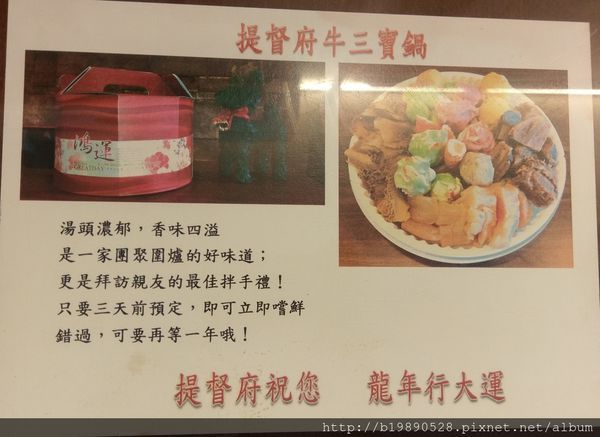 提督府牛三寶鍋
鴻運
GREATDAY
湯頭濃郁，香味四溢
是一家團聚圍爐的好味道；
更是拜訪親友的最佳拌手禮！
只要三天前預定，即可立即嚐鮮
錯過，可要再等一年哦！
提督府祝您 龍年行大運
http://b19890528.pixnet.net/album